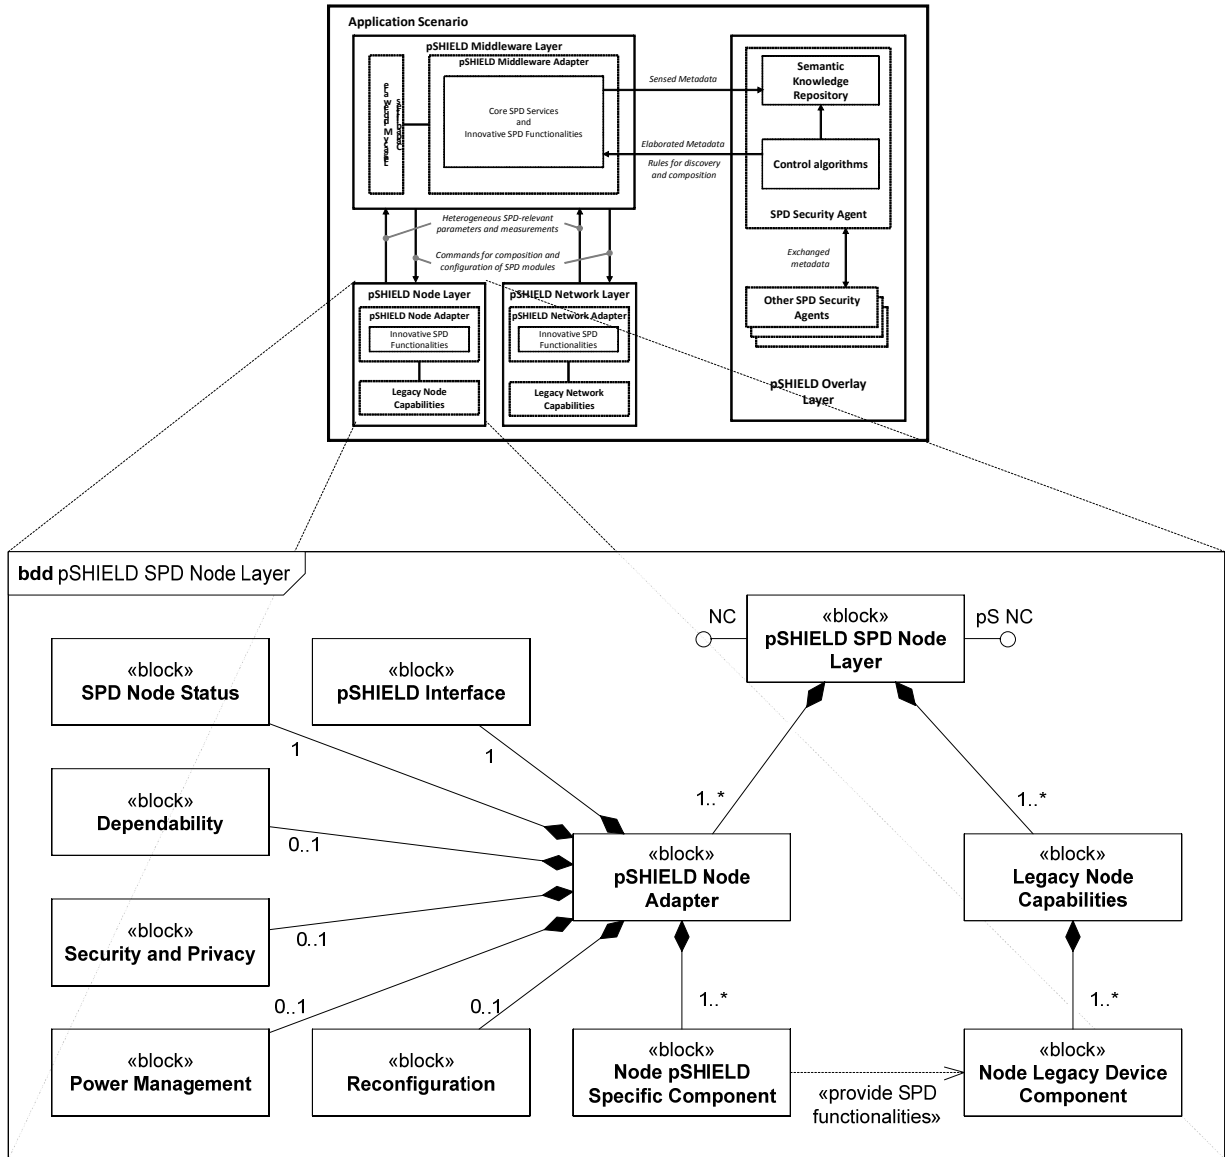 Application Scenario
pSHIELD Middleware Layer
pSHIELD Middleware Adapter
Core SPD Services
and
Innovative SPD Functionalities
Sensed Metadata
Elaborated Metadata
Rules for discovery
and composition
Semantic
Knowledge
Repository
Control algorithms
SPD Security Agent
Heterogeneous SPD-relevant
parameters and measurements
Commands for composition and
configuration of SPD modules
Exchanged
metadata
pSHIELD Node Layer
pSHIELD Node Adapter
Innovative SPD
Functionalities
Legacy Node
Capabilities
pSHIELD Network Layer
pSHIELD Network Adapter
Innovative SPD
Functionalities
Legacy Network
Capabilities
Other SPD Security
Agents
pSHIELD Overlay
Layer
bdd pSHIELD SPD Node Layer
NC
«block»
pSHIELD SPD Node
Layer
pS NC
«block»
SPD Node Status
1
«block»
pSHIELD Interface
1
«block»
Dependability
0..1
1..*
1..*
«block»
pSHIELD Node
Adapter
«block»
Legacy Node
Capabilities
«block»
Security and Privacy
0..1
0..1
0..1
1..*
1..*
«block»
Power Management
«block»
Reconfiguration
«block»
Node pSHIELD
Specific Component
«provide SPD
functionalities»
«block»
Node Legacy Device
Component